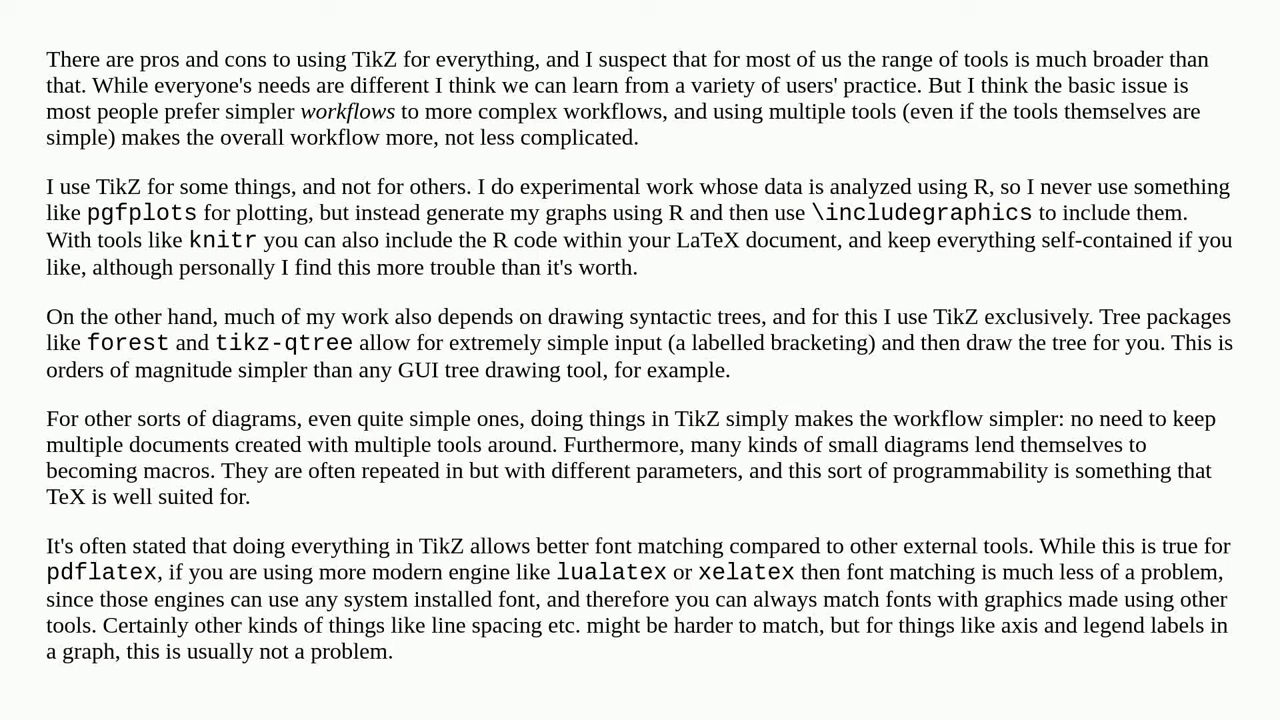 There are pros and cons to using TikZ for everything, and I suspect that for most of us the range of tools is much broader than
that. While everyone's needs are different I think we can learn from a variety of users' practice. But I think the basic issue is
most people prefer simpler workflows to more complex workflows, and using multiple tools (even if the tools themselves are
simple) makes the overall workflow more, not less complicated.
I use TikZ for some things, and not for others. I do experimental work whose data is analyzed using R, so I never use something
like pgfplots for plotting, but instead generate my graphs using R and then use \includegraphics to include them.
With tools like knitr you can also include the R code within your LaTeX document, and keep everything self-contained if you
like, although personally I find this more trouble than it's worth.
On the other hand, much of my work also depends on drawing syntactic trees, and for this I use TikZ exclusively. Tree packages
like forest and tikz-qtree allow for extremely simple input (a labelled bracketing) and then draw the tree for you. This is
orders of magnitude simpler than any GUI tree drawing tool, for example.
For other sorts of diagrams, even quite simple ones, doing things in TikZ simply makes the workflow simpler: no need to keep
multiple documents created with multiple tools around. Furthermore, many kinds of small diagrams lend themselves to
becoming macros. They are often repeated in but with different parameters, and this sort of programmability is something that
TeX is well suited for.
It's often stated that doing everything in TikZ allows better font matching compared to other external tools. While this is true for
pdflatex, if you are using more modern engine like lualatex or xelatex then font matching is much less of a problem,
since those engines can use any system installed font, and therefore you can always match fonts with graphics made using other
tools. Certainly other kinds of things like line spacing etc. might be harder to match, but for things like axis and legend labels in
a graph, this is usually not a problem.